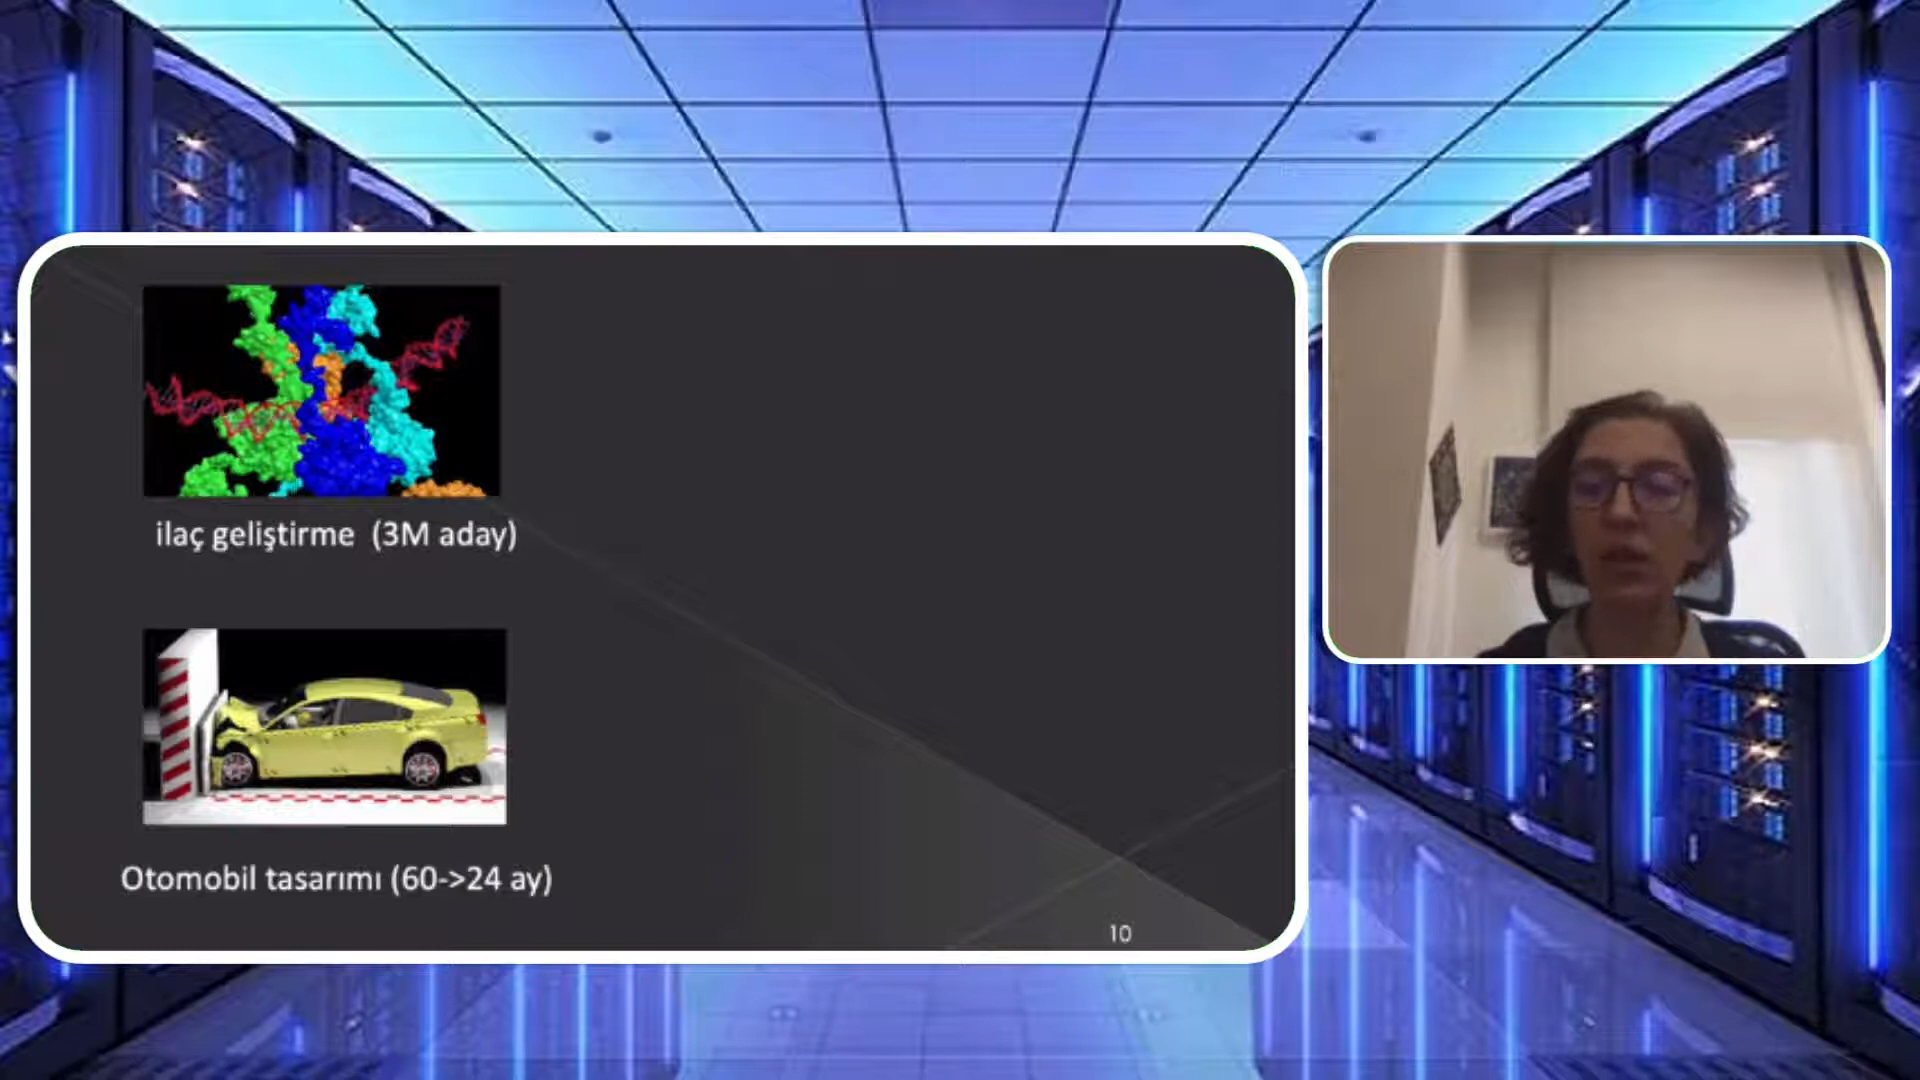 ilaç geliştirme (3M aday)
Otomobil tasarımı (60->24 ay)
10